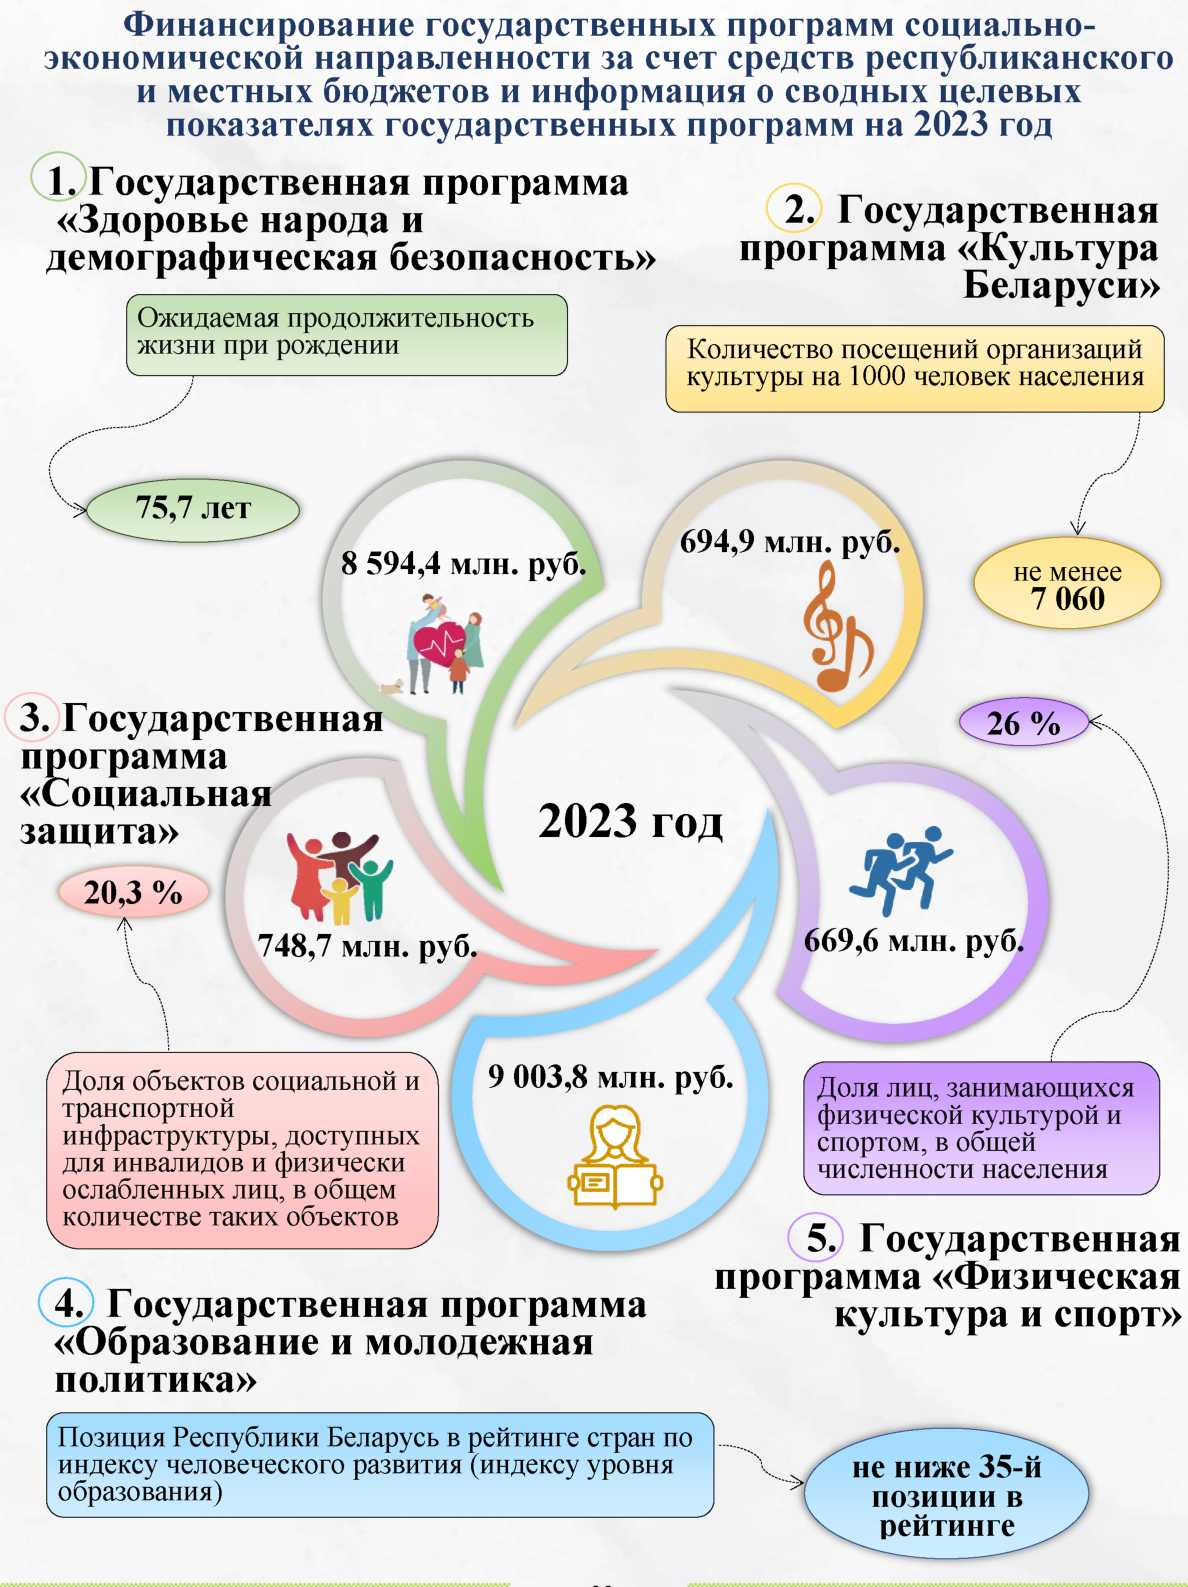 Финансирование государственных программ социально-
экономической направленности за счет средств республиканского
и местных бюджетов и информация о сводных целевых
показателях государственных программ на 2023 год
1. Государственная программа
«Здоровье народа и
демографическая безопасность»
2. Государственная
программа «Культура
Беларуси»
Ожидаемая продолжительность
жизни при рождении
Количество посещений организаций
культуры на 1000 человек населения
75,7 лет
8 594,4 млн. руб.
694,9 млн. руб.
не менее
7 060
3. Государственная
программа
«Социальная
защита»
26 %
2023 год
20,3 %
748,7 млн. руб.
669,6 млн. руб.
9 003,8 млн. руб.
Доля объектов социальной и
транспортной
инфраструктуры, доступных
для инвалидов и физически
ослабленных лиц, в общем
количестве таких объектов
Доля лиц, занимающихся
физической культурой и
спортом, в общей
численности населения
5. Государственная
программа «Физическая
культура и спорт»
4. Государственная программа
«Образование и молодежная
политика»
Позиция Республики Беларусь в рейтинге стран по
индексу человеческого развития (индексу уровня
образования)
не ниже 35-й
позиции в
рейтинге